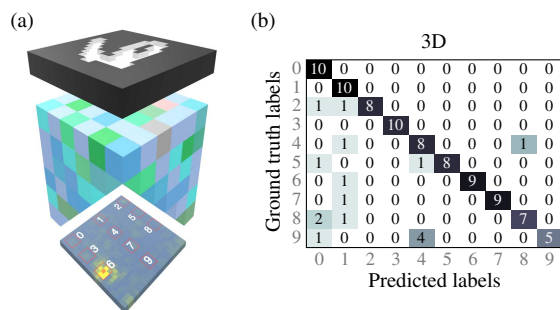 (a)
0 1 2
3 4 5
6 7 8
9
(b)
3D
Ground truth labels
0 10 0 0 0 0 0 0 0 0 0
1 0 10 0 0 0 0 0 0 0 0
2 1 1 8 0 0 0 0 0 0 0
3 0 0 0 10 0 0 0 0 0 0
4 0 1 0 0 8 0 0 0 1 0
5 1 0 0 0 1 8 0 0 0 0
6 0 1 0 0 0 0 9 0 0 0
7 0 1 0 0 0 0 0 9 0 0
8 2 1 0 0 0 0 0 0 7 0
9 1 0 0 0 4 0 0 0 0 5
0 1 2 3 4 5 6 7 8 9
Predicted labels